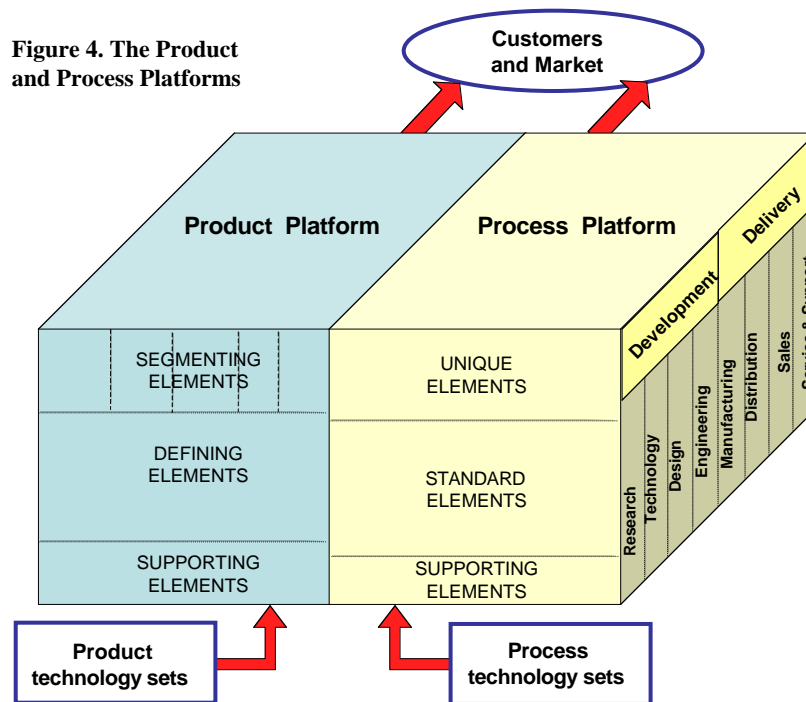 Figure 4. The Product
and Process Platforms
Customers
and Market
Product Platform
Process Platform
Development
Delivery
SEGMENTING
ELEMENTS
UNIQUE
ELEMENTS
DEFINING
ELEMENTS
STANDARD
ELEMENTS
SUPPORTING
ELEMENTS
SUPPORTING
ELEMENTS
Research
Technology
Design
Engineering
Manufacturing
Distribution
Sales
Product
technology sets
Process
technology sets